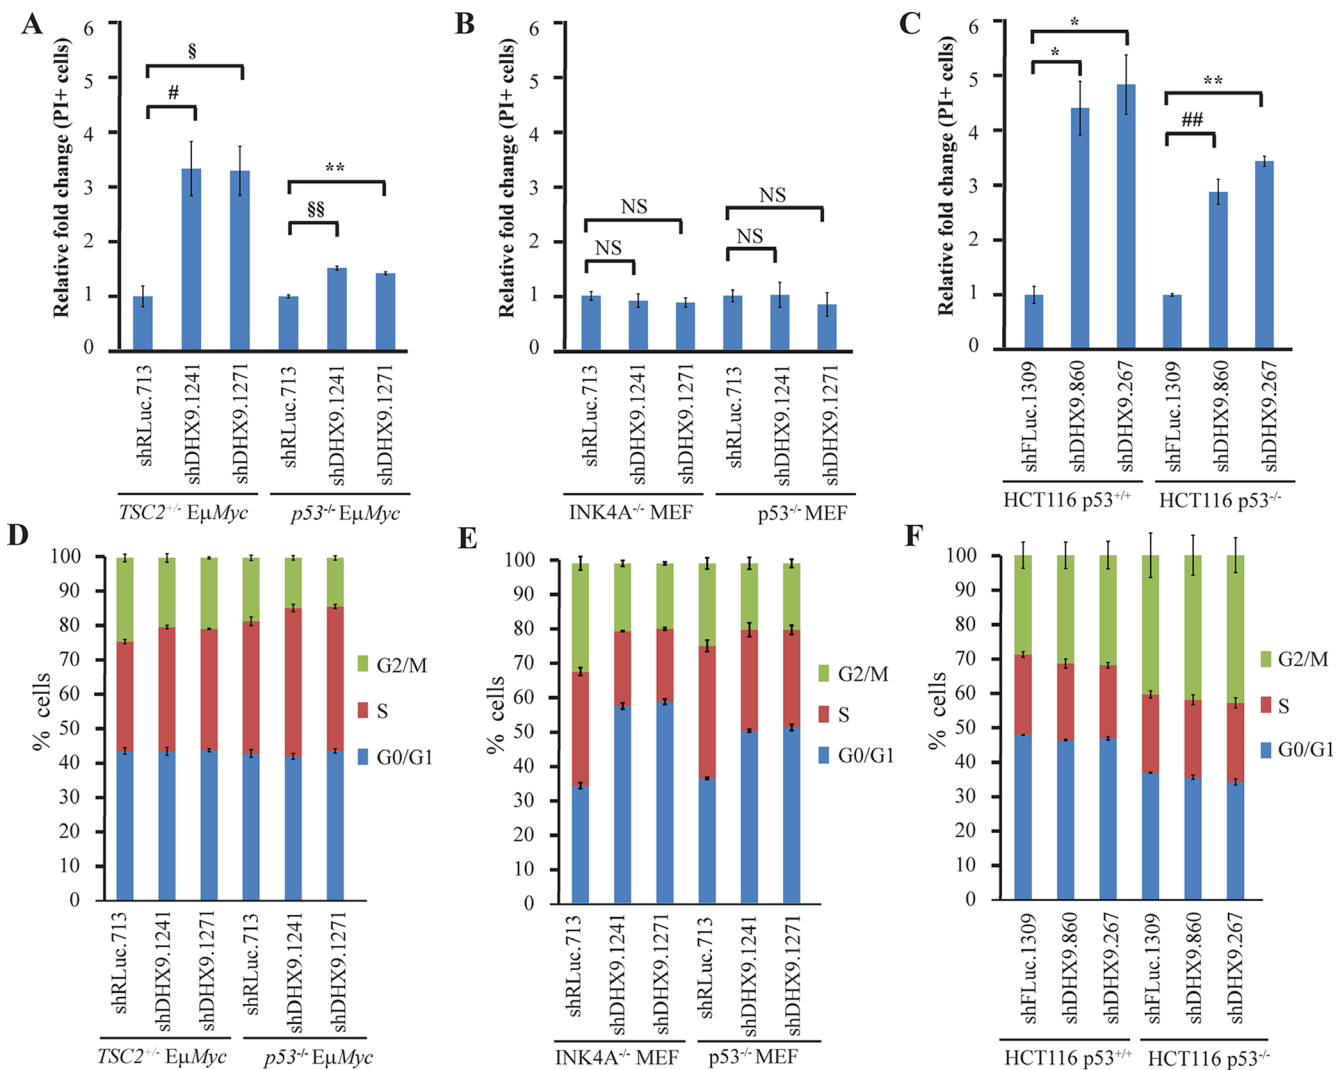 A
Relative fold change (PI+ cells)
6
5
4
3
2
1
0
§
#
**
§§
shRLuc.713
shDHX9.1241
shDHX9.1271
shRLuc.713
shDHX9.1241
shDHX9.1271
TSC2+/- EμMyc
p53-/- EμMyc
B
Relative fold change (PI+ cells)
6
5
4
3
2
1
0
NS
NS
NS
NS
shRLuc.713
shDHX9.1241
shDHX9.1271
shRLuc.713
shDHX9.1241
shDHX9.1271
INK4A-/- MEF
p53-/- MEF
C
Relative fold change (PI+ cells)
6
5
4
3
2
1
0
*
*
**
##
shFLuc.1309
shDHX9.860
shDHX9.267
shFLuc.1309
shDHX9.860
shDHX9.267
HCT116 p53+/+
HCT116 p53-/-
D
% cells
100
90
80
70
60
50
40
30
20
10
0
G2/M
S
G0/G1
shRLuc.713
shDHX9.1241
shDHX9.1271
shRLuc.713
shDHX9.1241
shDHX9.1271
TSC2+/- EμMyc
p53-/- EμMyc
E
% cells
100
90
80
70
60
50
40
30
20
10
0
G2/M
S
G0/G1
shRLuc.713
shDHX9.1241
shDHX9.1271
shRLuc.713
shDHX9.1241
shDHX9.1271
INK4A-/- MEF
p53-/- MEF
F
% cells
100
90
80
70
60
50
40
30
20
10
0
G2/M
S
G0/G1
shFLuc.1309
shDHX9.860
shDHX9.267
shFLuc.1309
shDHX9.860
shDHX9.267
HCT116 p53+/+
HCT116 p53-/-